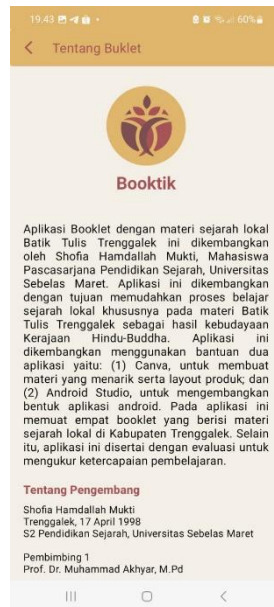 19.43
60%
Tentang Buklet
Booktik
Aplikasi Booklet dengan materi sejarah lokal
Batik Tulis Trenggalek ini dikembangkan
oleh Shofia Hamdallah Mukti, Mahasiswa
Pascasarjana Pendidikan Sejarah, Universitas
Sebelas Maret. Aplikasi ini dikembangkan
dengan tujuan memudahkan proses belajar
sejarah lokal khususnya pada materi Batik
Tulis Trenggalek sebagai hasil kebudayaan
Kerajaan Hindu-Buddha. Aplikasi ini
dikembangkan menggunakan bantuan dua
aplikasi yaitu: (1) Canva, untuk membuat
materi yang menarik serta layout produk; dan
(2) Android Studio, untuk mengembangkan
bentuk aplikasi android. Pada aplikasi ini
memuat empat booklet yang berisi materi
sejarah lokal di Kabupaten Trenggalek. Selain
itu, aplikasi ini disertai dengan evaluasi untuk
mengukur ketercapaian pembelajaran.
Tentang Pengembang
Shofia Hamdallah Mukti
Trenggalek, 17 April 1998
S2 Pendidikan Sejarah, Universitas Sebelas Maret
Pembimbing 1
Prof. Dr. Muhammad Akhyar, M.Pd